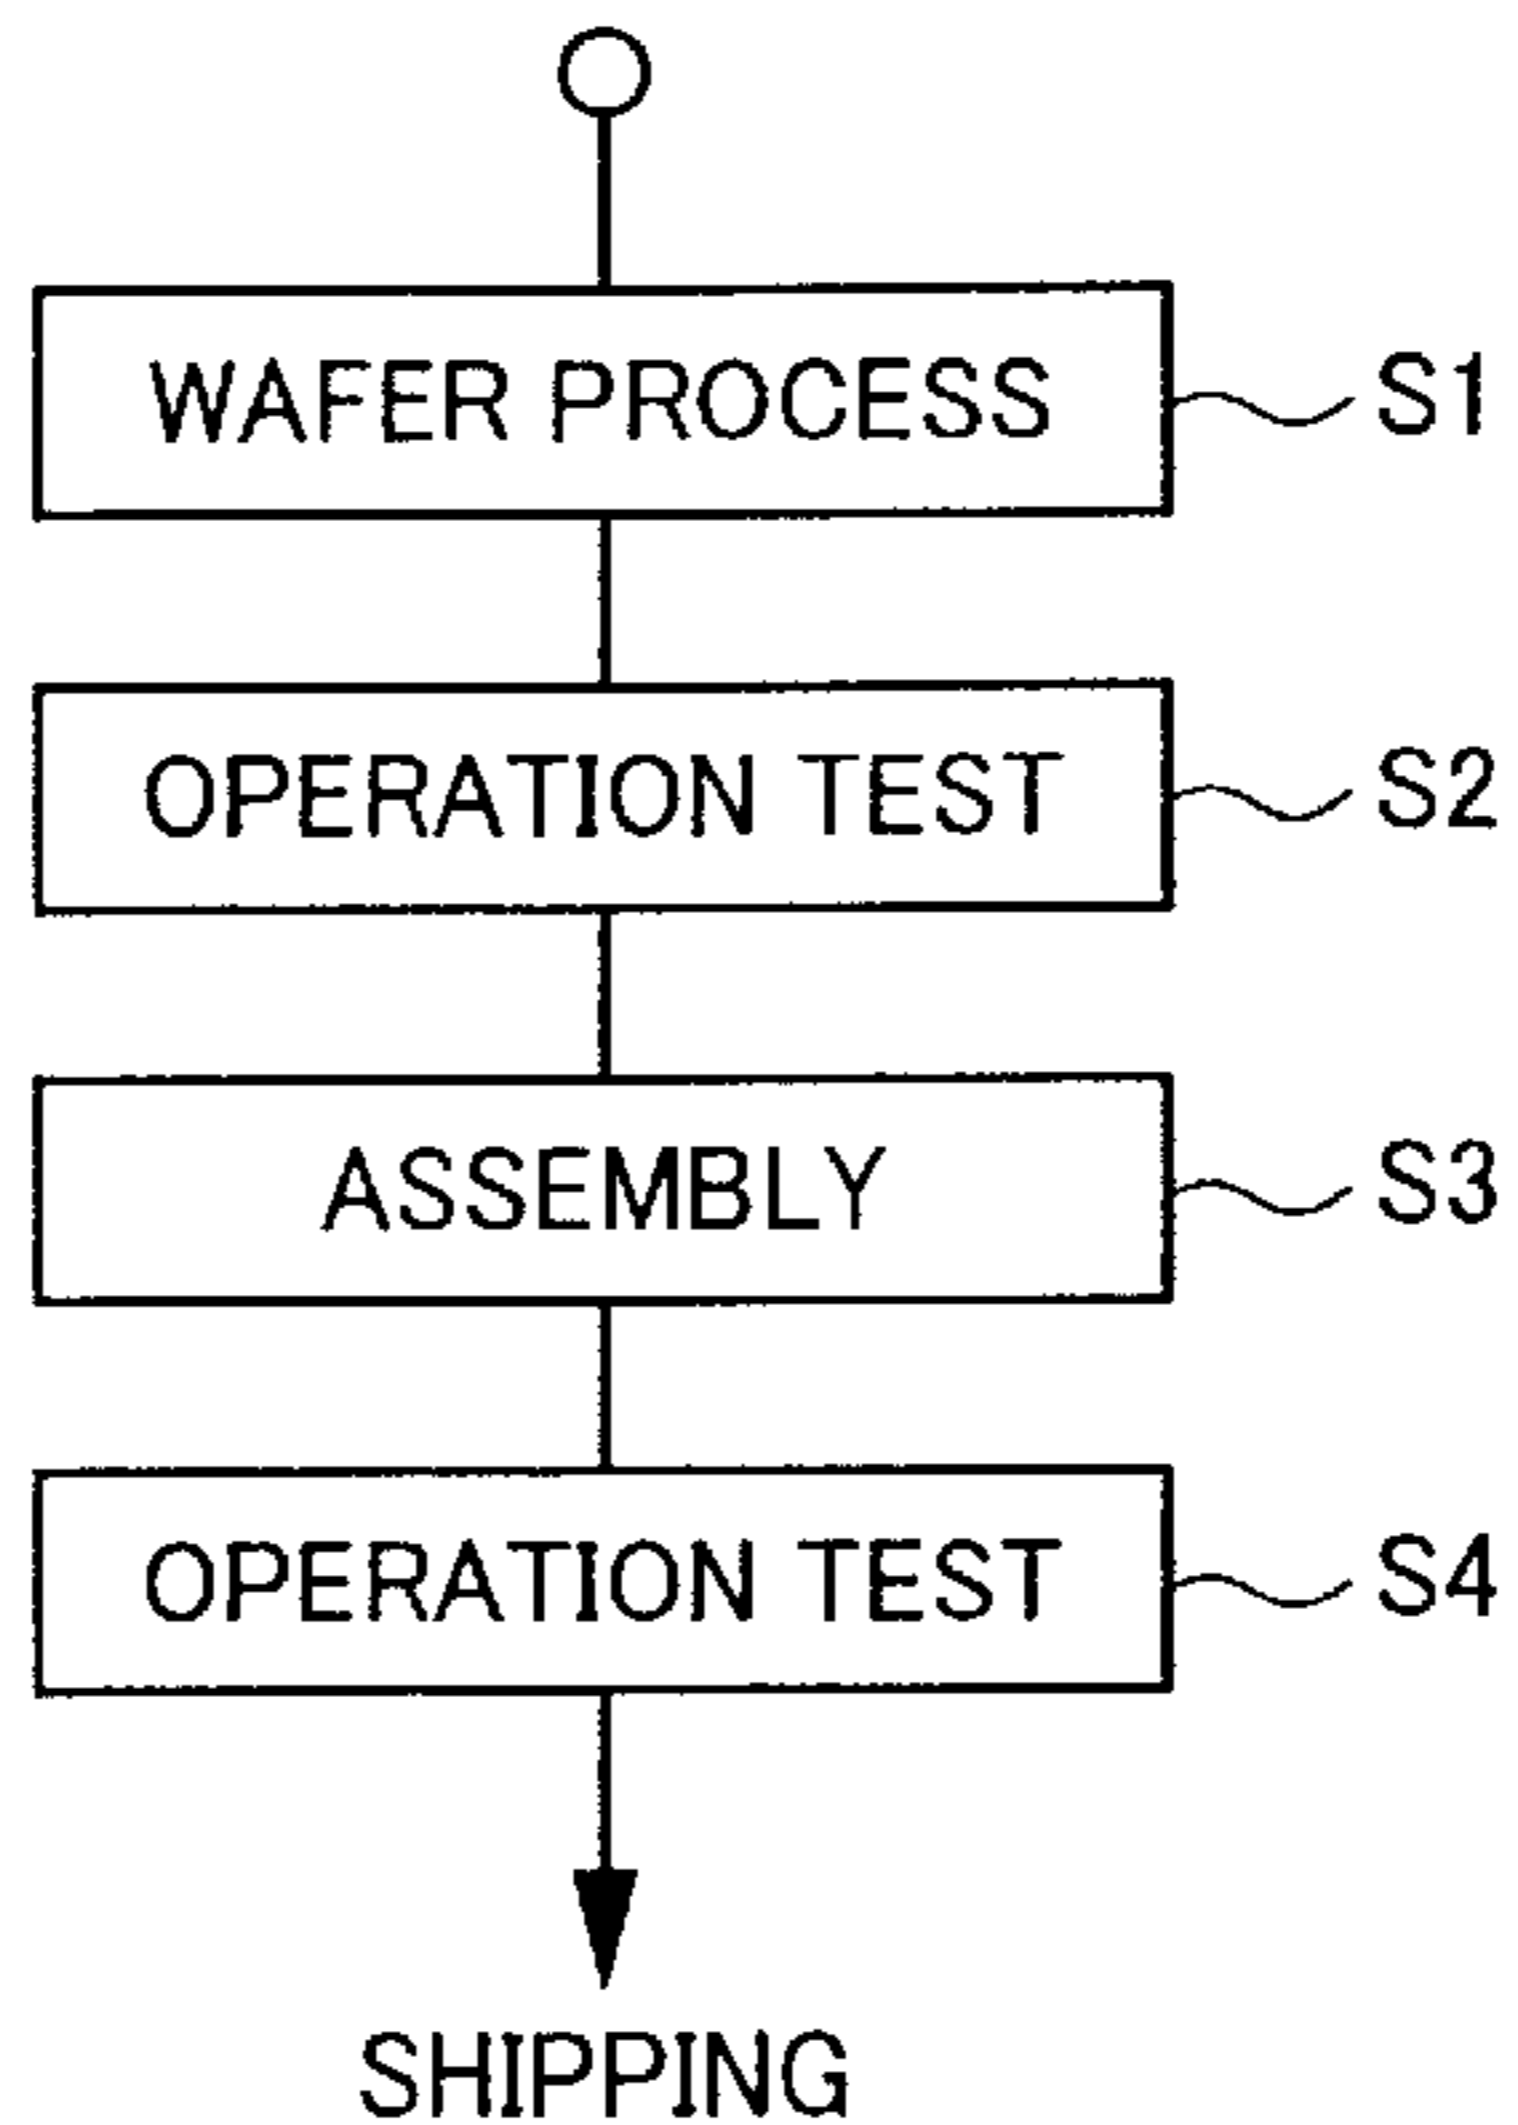 WAFER PROCESS S1
OPERATION TEST S2
ASSEMBLY S3
OPERATION TEST S4
SHIPPING